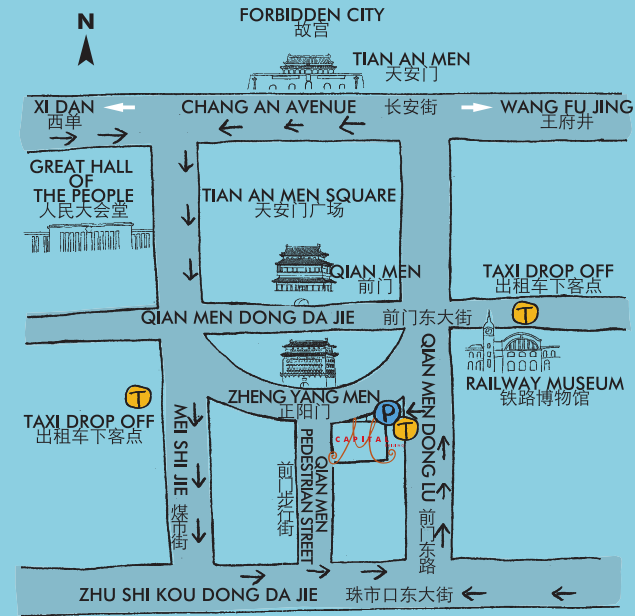 N
FORBIDDEN CITY
故宫
TIAN AN MEN
天安门
XI DAN
西单
CHANG AN AVENUE 长安街
WANG FU JING
王府井
GREAT HALL
OF
THE PEOPLE
人民大会堂
TIAN AN MEN SQUARE
天安门广场
QIAN MEN
前门
TAXI DROP OFF
出租车下客点
T
QIAN MEN DONG DA JIE 前门东大街
ZHENG YANG MEN
正阳门
RAILWAY MUSEUM
铁路博物馆
T
TAXI DROP OFF
出租车下客点
P
T
M
CAPITAL
MEI SHI JIE 煤市街
QIAN MEN
PEDESTRIAN STREET
前门步行街
QIAN MEN DONG LU 前门东路
ZHU SHI KOU DONG DA JIE 珠市口东大街